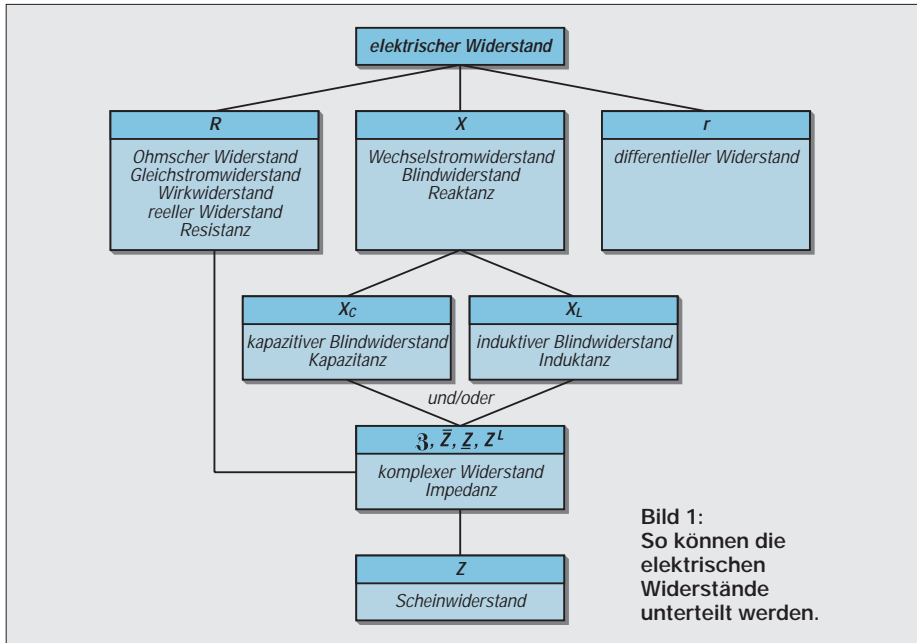 elektrischer Widerstand
R
Ohmscher Widerstand
Gleichstromwiderstand
Wirkwiderstand
reeller Widerstand
Resistanz
X
Wechselstromwiderstand
Blindwiderstand
Reaktanz
r
differentieller Widerstand
X_C
kapazitiver Blindwiderstand
Kapazitanz
X_L
induktiver Blindwiderstand
Induktanz
und/oder
ℨ, Z̅, Z̲, Z^L
komplexer Widerstand
Impedanz
Z
Scheinwiderstand
Bild 1:
So können die
elektrischen
Widerstände
unterteilt werden.